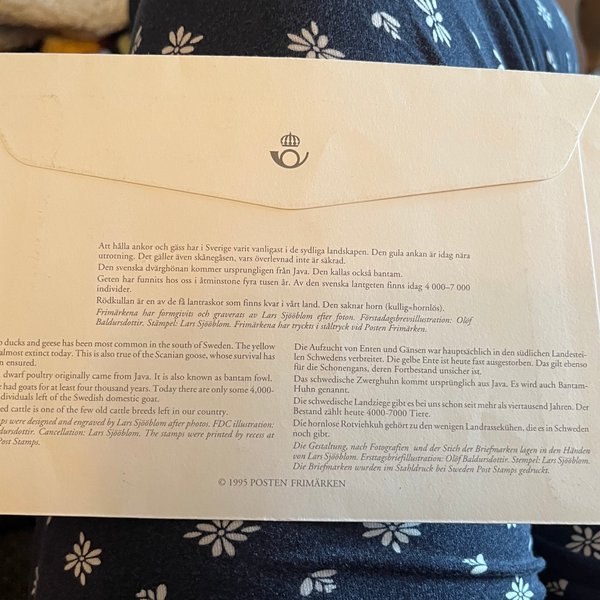 Att hålla ankor och gäss har i Sverige varit vanligast i de sydliga landskapen. Den gula ankan är idag nära
utrotning. Det gäller även skånegåsen, vars överlevnad inte är säkrad.
Den svenska dvärghönan kommer ursprungligen från Java. Den kallas också bantam.
Geten har funnits hos oss i åtminstone fyra tusen år. Av den svenska lantgeten finns idag 4 000–7 000
individer.
Rödkullan är en av de få lantraskor som finns kvar i vårt land. Den saknar horn (kullig=hornlös).
Frimärkena har formgivits och graverats av Lars Sjööblom efter foton. Förstadagsbrevsillustration: Olöf
Baldursdottir. Stämpel: Lars Sjööblom. Frimärkena har tryckts i ståltryck vid Posten Frimärken.
ducks and geese has been most common in the south of Sweden. The yellow
almost extinct today. This is also true of the Scanian goose, whose survival has
ensured.
dwarf poultry originally came from Java. It is also known as bantam fowl.
had goats for at least four thousand years. Today there are only some 4,000-
individuals left of the Swedish domestic goat.
cattle is one of the few old cattle breeds left in our country.
were designed and engraved by Lars Sjööblom after photos. FDC illustration:
Cancellation: Lars Sjööblom. The stamps were printed by recess at
Post Stamps.
Die Aufzucht von Enten und Gänsen war hauptsächlich in den südlichen Landestei-
len Schwedens verbreitet. Die gelbe Ente ist heute fast ausgestorben. Das gilt ebenso
für die Schonengans, deren Fortbestand unsicher ist.
Das schwedische Zwerghuhn kommt ursprünglich aus Java. Es wird auch Bantam-
Huhn genannt.
Die schwedische Landziege gibt es bei uns schon seit mehr als viertausend Jahren. Der
Bestand zählt heute 4000-7000 Tiere.
Die hornlose Rotviehkuh gehört zu den wenigen Landrassekühen, die es in Schweden
noch gibt.
Die Gestaltung, nach Fotografien und der Stich der Briefmarken lagen in den Händen
von Lars Sjööblom. Ersttagsbriefillustration: Olöf Baldursdottir. Stempel: Lars Sjööblom.
Die Briefmarken wurden im Stahldruck bei Sweden Post Stamps gedruckt.
© 1995 POSTEN FRIMÄRKEN